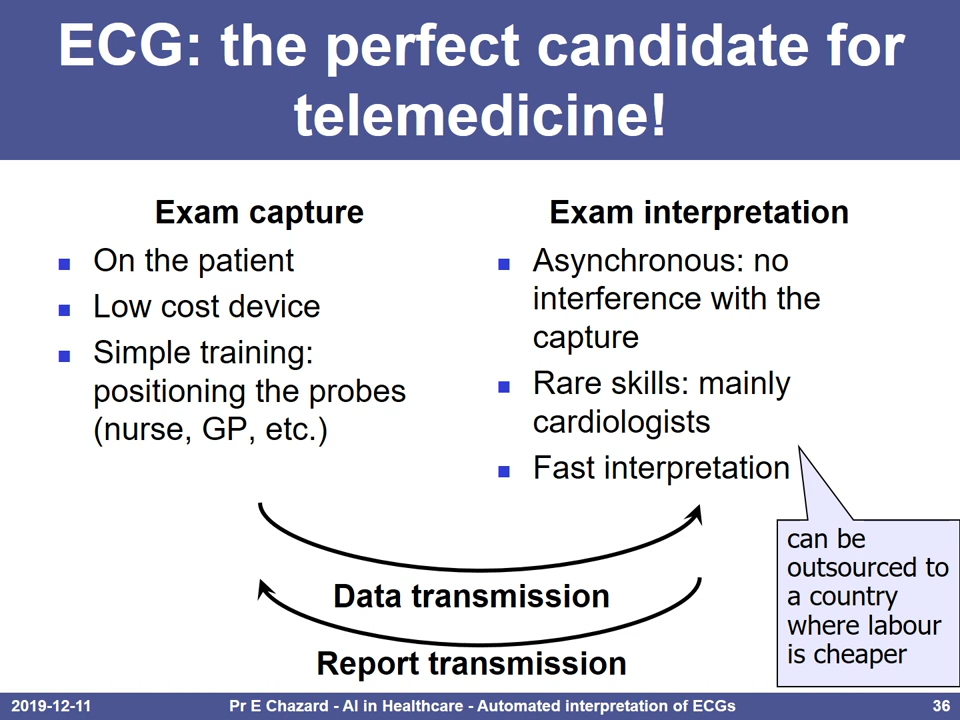 ECG: the perfect candidate for
telemedicine!
Exam capture
On the patient
Low cost device
Simple training:
positioning the probes
(nurse, GP, etc.)
Exam interpretation
Asynchronous: no
interference with the
capture
Rare skills: mainly
cardiologists
Fast interpretation
can be
outsourced to
a country
where labour
is cheaper
Data transmission
Report transmission
2019-12-11
Pr E Chazard - AI in Healthcare - Automated interpretation of ECGs
36